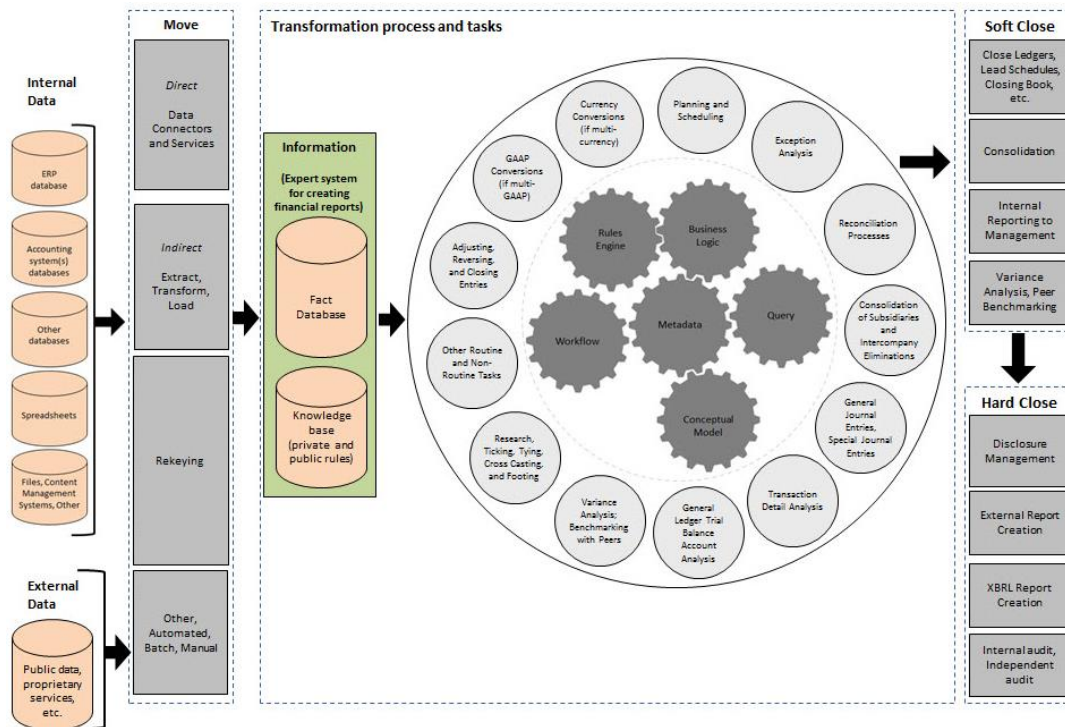 Internal
Data
ERP
database
Accounting
system(s)
databases
Other
databases
Spreadsheets
Files, Content
Management
Systems, Other
External
Data
Public data,
proprietary
services,
etc.
Move
Direct
Data
Connectors
and Services
Indirect
Extract,
Transform,
Load
Rekeying
Other,
Automated,
Batch, Manual
Transformation process and tasks
Information
(Expert system
for creating
financial reports)
Fact
Database
Knowledge
base
(private and
public rules)
Currency
Conversions
(if multi-
currency)
Planning and
Scheduling
Exception
Analysis
Reconciliation
Processes
Consolidation
of Subsidiaries
and
Intercompany
Eliminations
General
Journal
Entries,
Special Journal
Entries
Transaction
Detail Analysis
General
Ledger Trial
Balance
Account
Analysis
Variance
Analysis;
Benchmarking
with Peers
Research,
Ticking, Tying,
Cross Casting,
and Footing
Other Routine
and Non-
Routine Tasks
Adjusting,
Reversing,
and Closing
Entries
GAAP
Conversions
(if multi-
GAAP)
Rules
Engine
Business
Logic
Metadata
Query
Workflow
Conceptual
Model
Soft Close
Close Ledgers,
Lead Schedules,
Closing Book,
etc.
Consolidation
Internal
Reporting to
Management
Variance
Analysis, Peer
Benchmarking
Hard Close
Disclosure
Management
External Report
Creation
XBRL Report
Creation
Internal audit,
Independent
audit